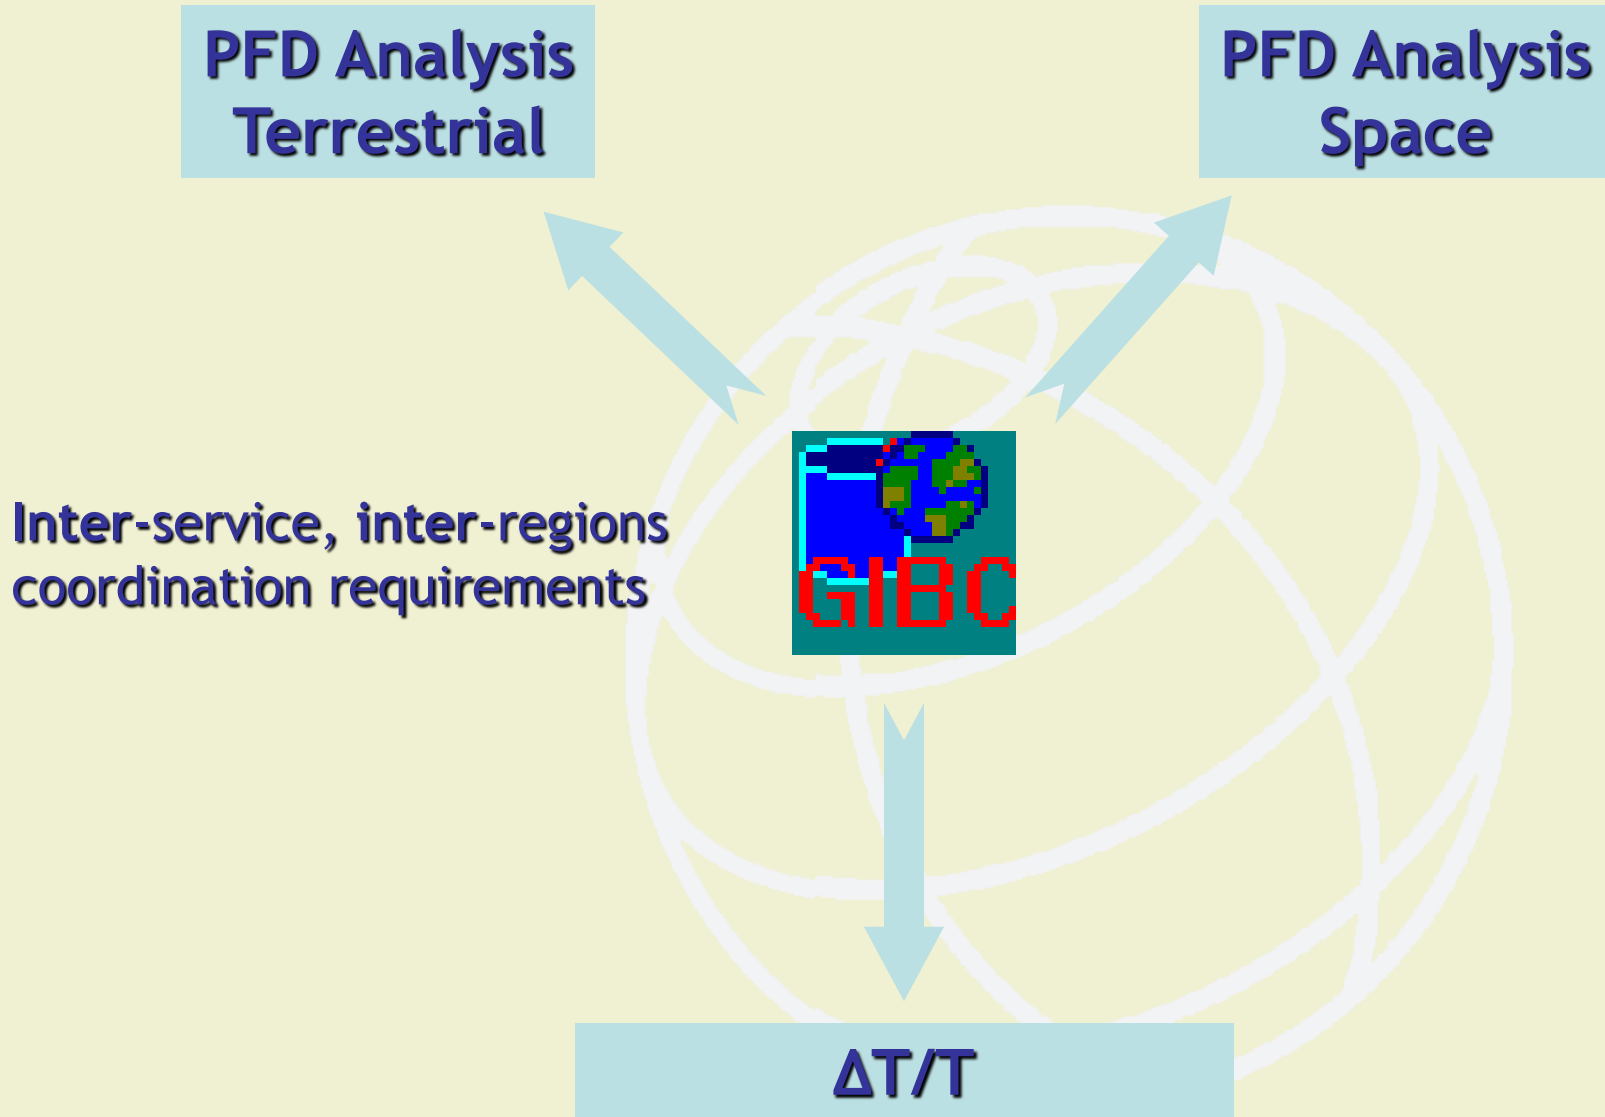 PFD Analysis
Terrestrial
PFD Analysis
Space
Inter-service, inter-regions
coordination requirements
GIBC
ΔT/T